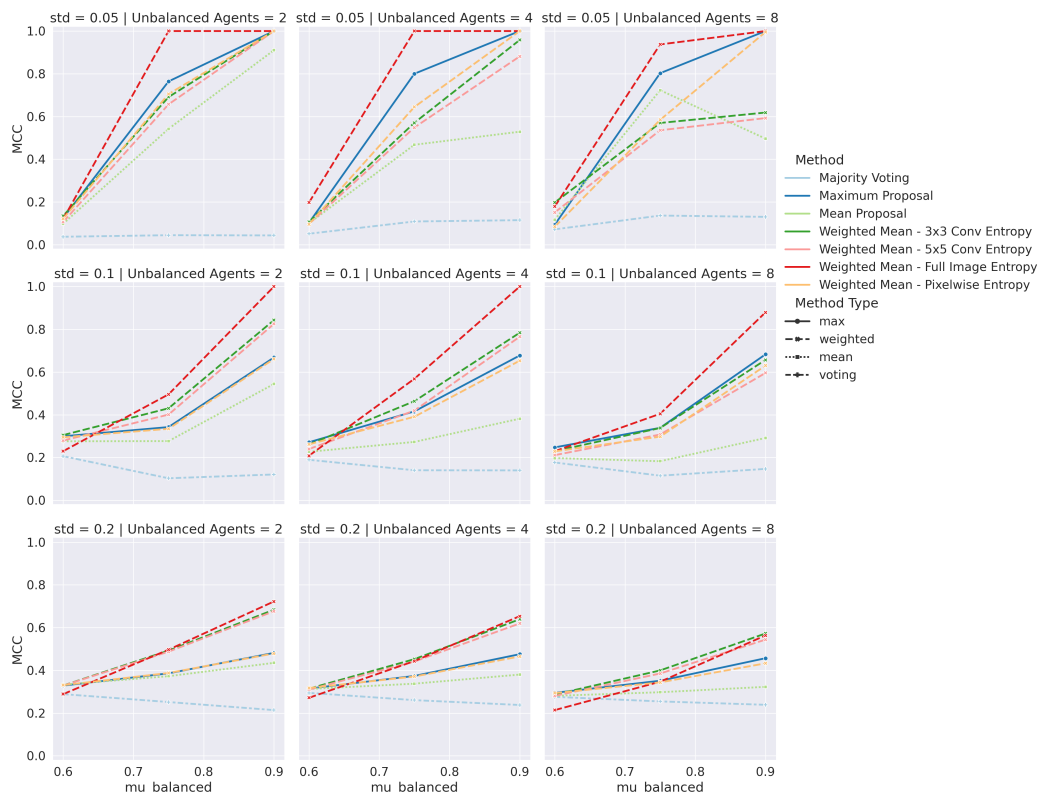 std = 0.05 | Unbalanced Agents = 2
std = 0.05 | Unbalanced Agents = 4
std = 0.05 | Unbalanced Agents = 8
1.0
0.8
0.6
0.4
0.2
0.0
MCC
std = 0.1 | Unbalanced Agents = 2
std = 0.1 | Unbalanced Agents = 4
std = 0.1 | Unbalanced Agents = 8
1.0
0.8
0.6
0.4
0.2
0.0
MCC
std = 0.2 | Unbalanced Agents = 2
std = 0.2 | Unbalanced Agents = 4
std = 0.2 | Unbalanced Agents = 8
1.0
0.8
0.6
0.4
0.2
0.0
MCC
0.6 0.7 0.8 0.9
mu_balanced
0.6 0.7 0.8 0.9
mu_balanced
0.6 0.7 0.8 0.9
mu_balanced
Method
Majority Voting
Maximum Proposal
Mean Proposal
Weighted Mean - 3x3 Conv Entropy
Weighted Mean - 5x5 Conv Entropy
Weighted Mean - Full Image Entropy
Weighted Mean - Pixelwise Entropy
Method Type
max
weighted
mean
voting